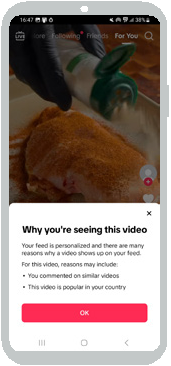 16:47
38%
LIVE
Following
Friends
For You
Why you're seeing this video
Your feed is personalized and there are many
reasons why a video shows up on your feed.
For this video, reasons may include:
• You commented on similar videos
• This video is popular in your country
OK